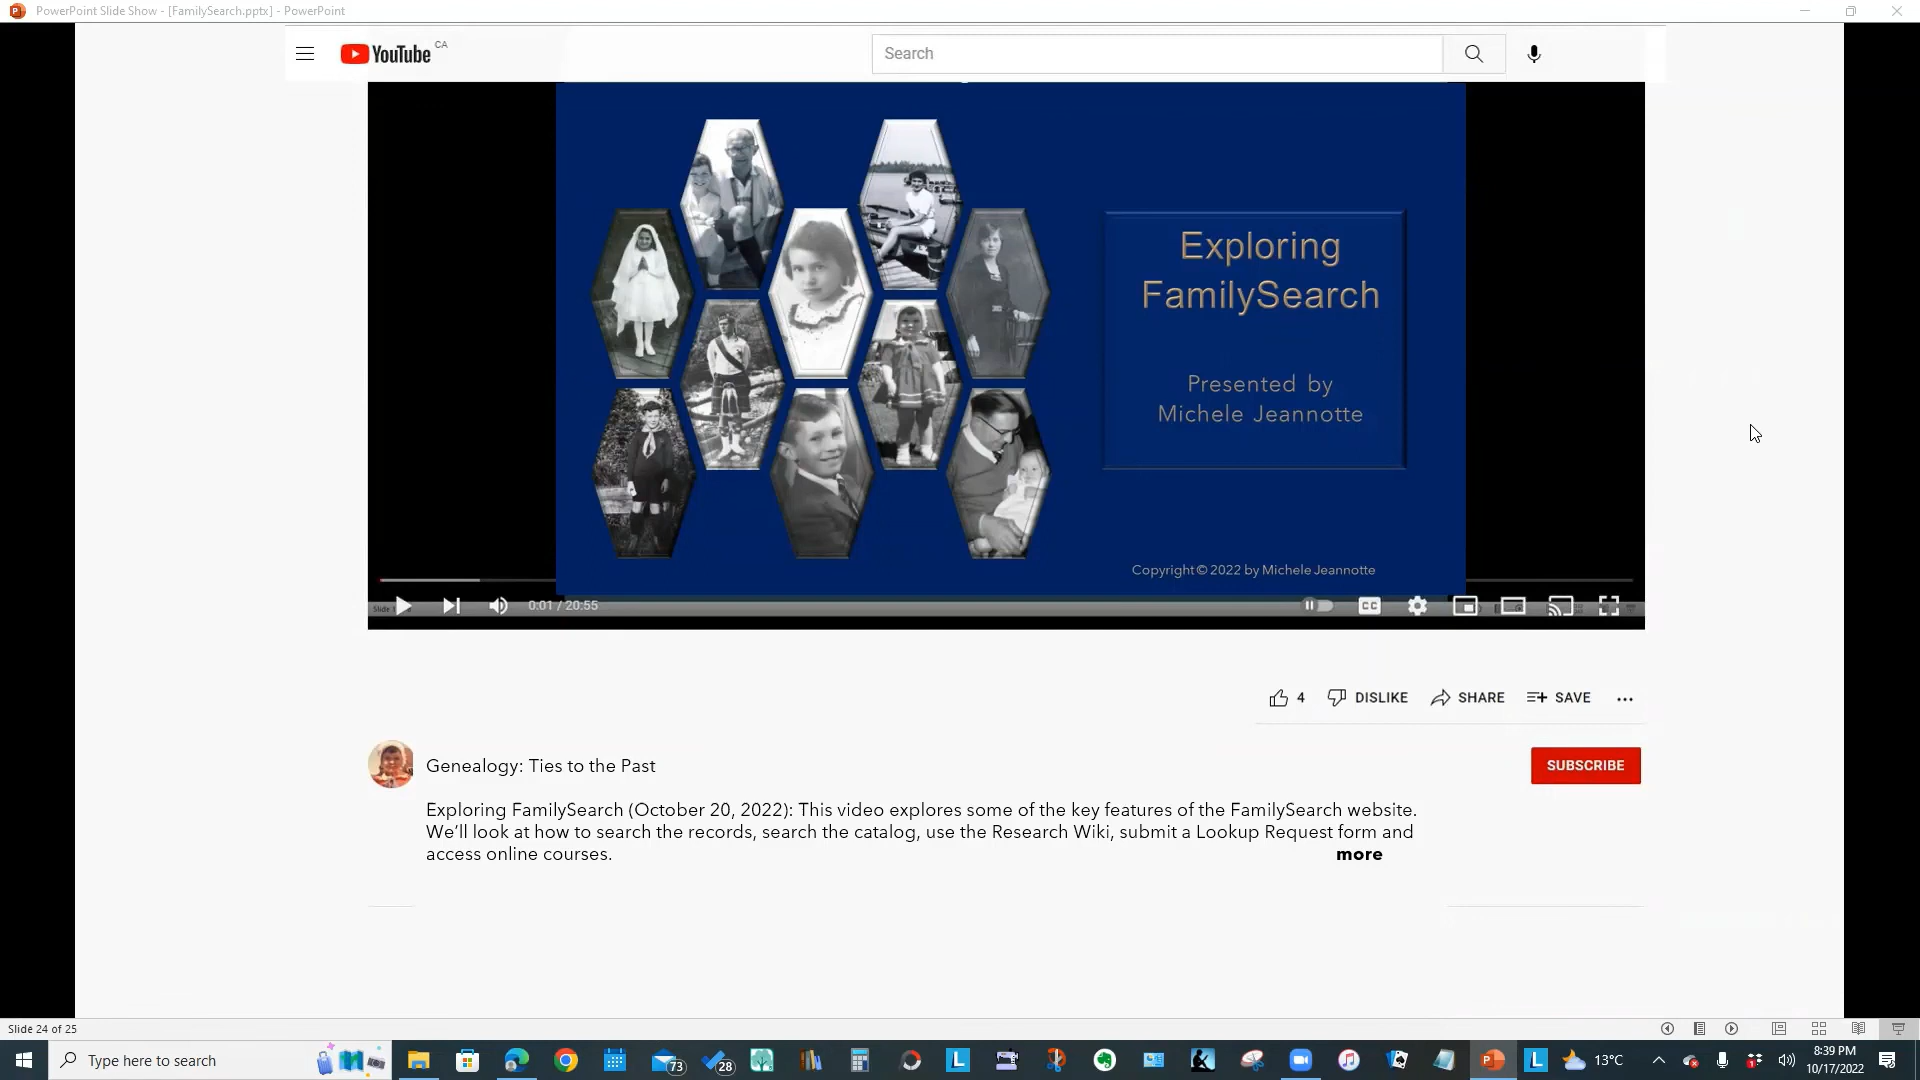 PowerPoint Slide Show - [FamilySearch.pptx] - PowerPoint
YouTube CA
Search
Exploring
FamilySearch
Presented by
Michele Jeannotte
Copyright © 2022 by Michele Jeannotte
0:01 / 20:55
CC
4 DISLIKE SHARE SAVE
Genealogy: Ties to the Past
SUBSCRIBE
Exploring FamilySearch (October 20, 2022): This video explores some of the key features of the FamilySearch website.
We'll look at how to search the records, search the catalog, use the Research Wiki, submit a Lookup Request form and
access online courses. more
Slide 24 of 25
Type here to search
73
28
L
L
13°C
8:39 PM
10/17/2022